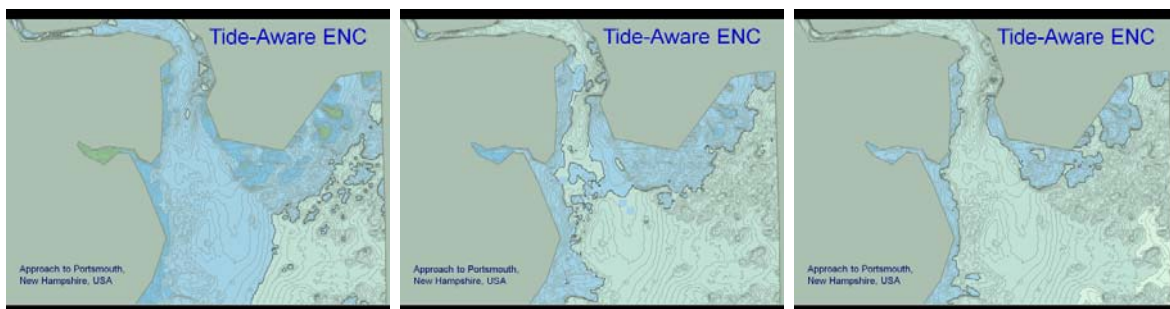 Tide-Aware ENC
Approach to Portsmouth,
New Hampshire, USA
Tide-Aware ENC
Approach to Portsmouth,
New Hampshire, USA
Tide-Aware ENC
Approach to Portsmouth,
New Hampshire, USA